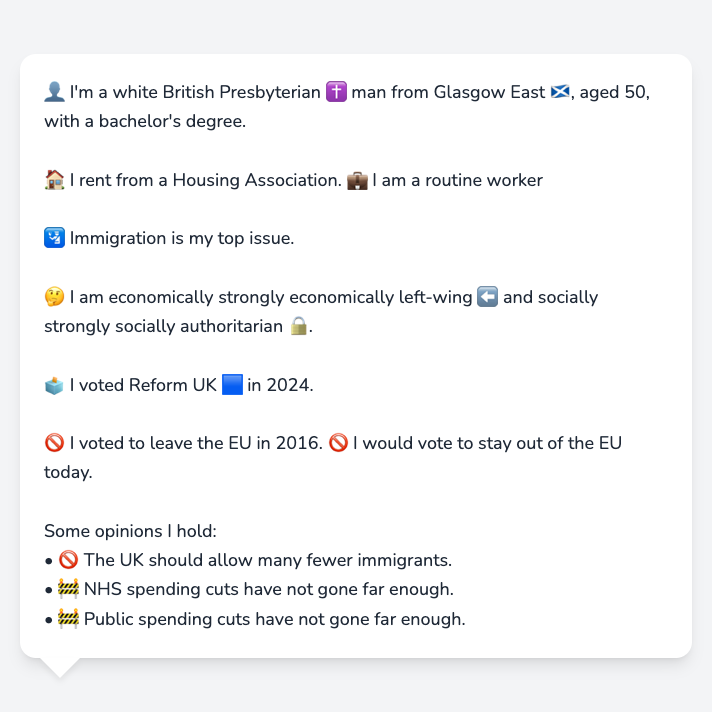 👤 I'm a white British Presbyterian ✝️ man from Glasgow East 🏴󠁧󠁢󠁳󠁣󠁴󠁿, aged 50,
with a bachelor's degree.
🏠 I rent from a Housing Association. 💼 I am a routine worker
🛂 Immigration is my top issue.
🤔 I am economically strongly economically left-wing ⬅️ and socially
strongly socially authoritarian 🔒.
🗳️ I voted Reform UK 🟦 in 2024.
🚫 I voted to leave the EU in 2016. 🚫 I would vote to stay out of the EU
today.
Some opinions I hold:
• 🚫 The UK should allow many fewer immigrants.
• 🚧 NHS spending cuts have not gone far enough.
• 🚧 Public spending cuts have not gone far enough.